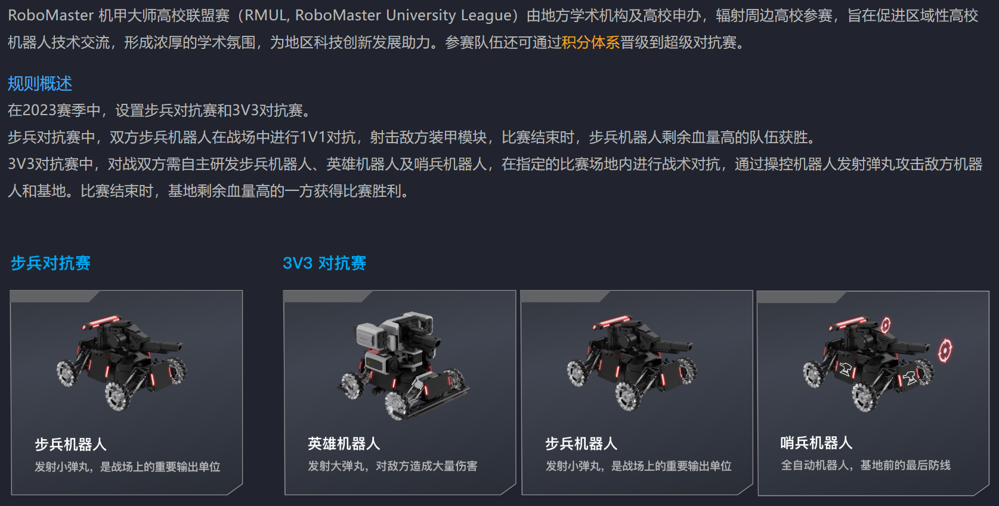 RoboMaster 机甲大师高校联盟赛（RMUL, RoboMaster University League）由地方学术机构及高校申办，辐射周边高校参赛，旨在促进区域性高校
机器人技术交流，形成浓厚的学术氛围，为地区科技创新发展助力。参赛队伍还可通过积分体系晋级到超级对抗赛。
规则概述
在2023赛季中，设置步兵对抗赛和3V3对抗赛。
步兵对抗赛中，双方步兵机器人在战场中进行1V1对抗，射击敌方装甲模块，比赛结束时，步兵机器人剩余血量高的队伍获胜。
3V3对抗赛中，对战双方需自主研发步兵机器人、英雄机器人及哨兵机器人，在指定的比赛场地内进行战术对抗，通过操控机器人发射弹丸攻击敌方机器
人和基地。比赛结束时，基地剩余血量高的一方获得比赛胜利。
步兵对抗赛
3V3 对抗赛
步兵机器人
发射小弹丸，是战场上的重要输出单位
英雄机器人
发射大弹丸，对敌方造成大量伤害
步兵机器人
发射小弹丸，是战场上的重要输出单位
哨兵机器人
全自动机器人，基地前的最后防线